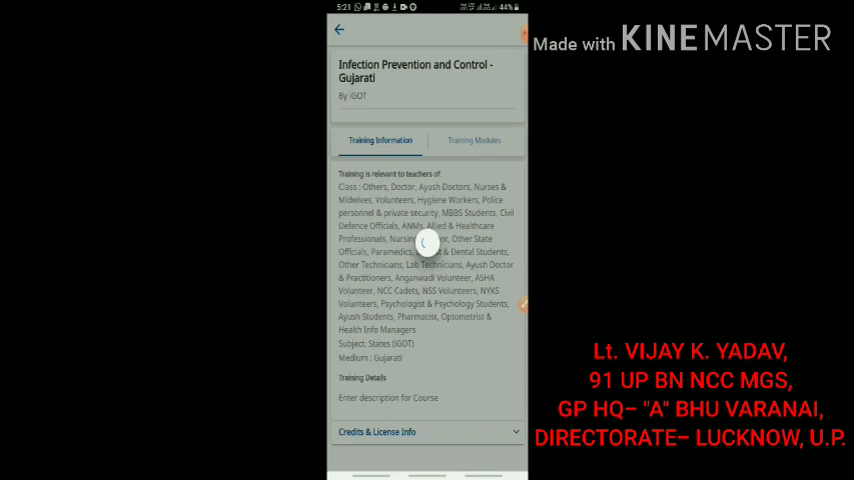 5:21
44%
Made with KINEMASTER
Infection Prevention and Control -
Gujarati
By iGOT
Training Information
Training Modules
Training is relevant to teachers of:
Class : Others, Doctor, Ayush Doctors, Nurses &
Midwives, Volunteers, Hygiene Workers, Police
personnel & private security, MBBS Students, Civil
Defence Officials, ANMs, Allied & Healthcare
Professionals, Other State
Officials, Paramedics, & Dental Students,
Other Technicians, Lab Technicians, Ayush Doctor
& Practitioners, Anganwadi Volunteer, ASHA
Volunteer, NCC Cadets, NSS Volunteers, NYKS
Volunteers, Psychologist & Psychology Students,
Ayush Students, Pharmacist, Optometrist &
Health Info Managers
Subject: States (iGOT)
Medium : Gujarati
Training Details
Enter description for Course
Credits & License Info
Lt. VIJAY K. YADAV,
91 UP BN NCC MGS,
GP HQ– "A" BHU VARANAI,
DIRECTORATE– LUCKNOW, U.P.